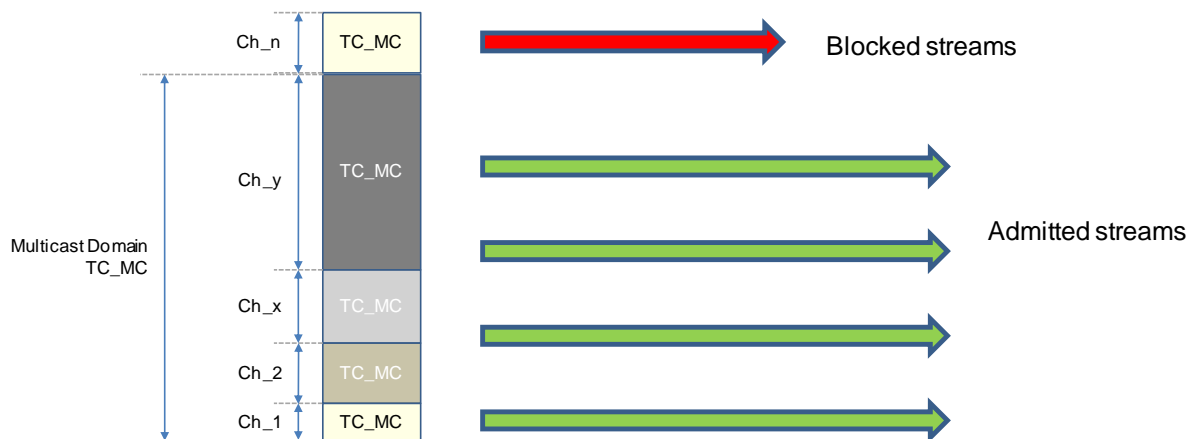 Ch_n
TC_MC
Blocked streams
Ch_y
TC_MC
Multicast Domain
TC_MC
Admitted streams
Ch_x
TC_MC
Ch_2
TC_MC
Ch_1
TC_MC